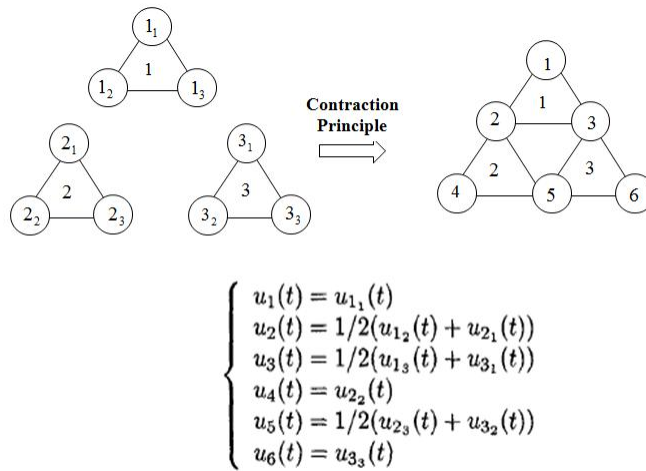 1₁
1
1₂ 1₃
2₁ 3₁
2 3
2₂ 2₃ 3₂ 3₃
Contraction
Principle
1
1
2 3
2 3
4 5 6
u₁(t) = u₁₁(t)
u₂(t) = 1/2(u₁₂(t) + u₂₁(t))
u₃(t) = 1/2(u₁₃(t) + u₃₁(t))
u₄(t) = u₂₂(t)
u₅(t) = 1/2(u₂₃(t) + u₃₂(t))
u₆(t) = u₃₃(t)